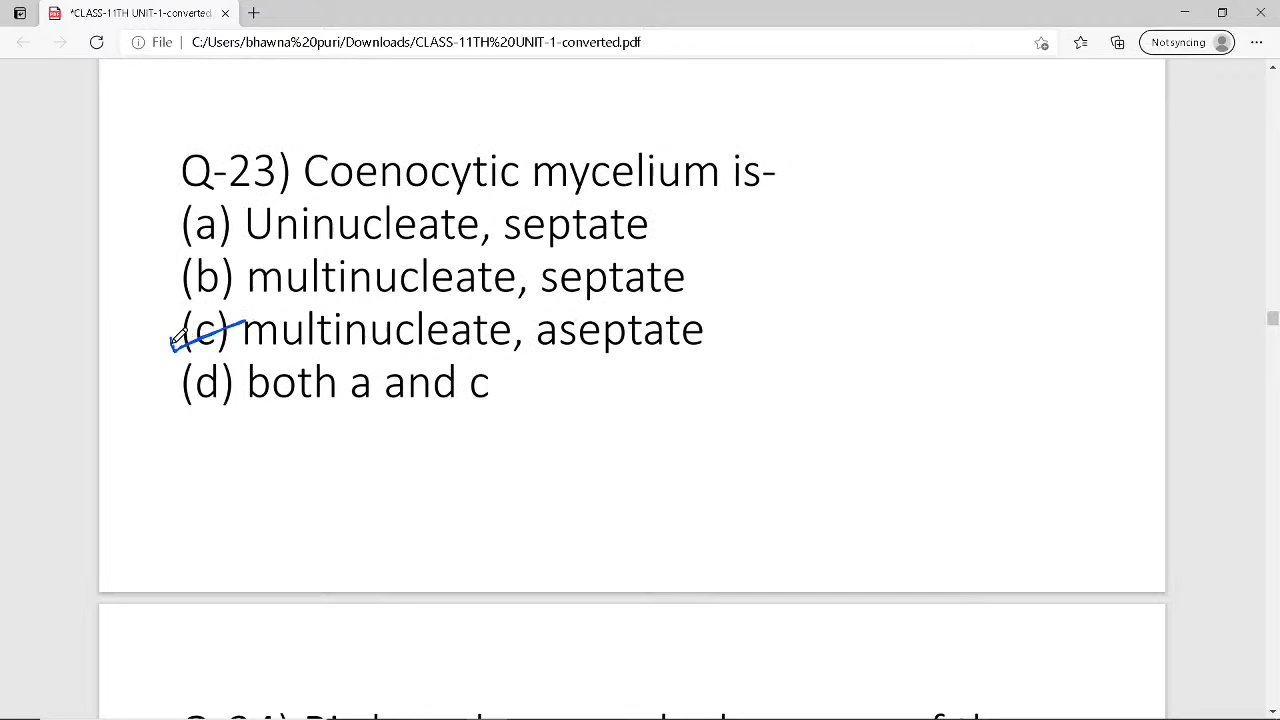 *CLASS-11TH UNIT-1-converted
File
C:/Users/bhawna%20puri/Downloads/CLASS-11TH%20UNIT-1-converted.pdf
Not syncing
Q-23) Coenocytic mycelium is-
(a) Uninucleate, septate
(b) multinucleate, septate
(c) multinucleate, aseptate
(d) both a and c